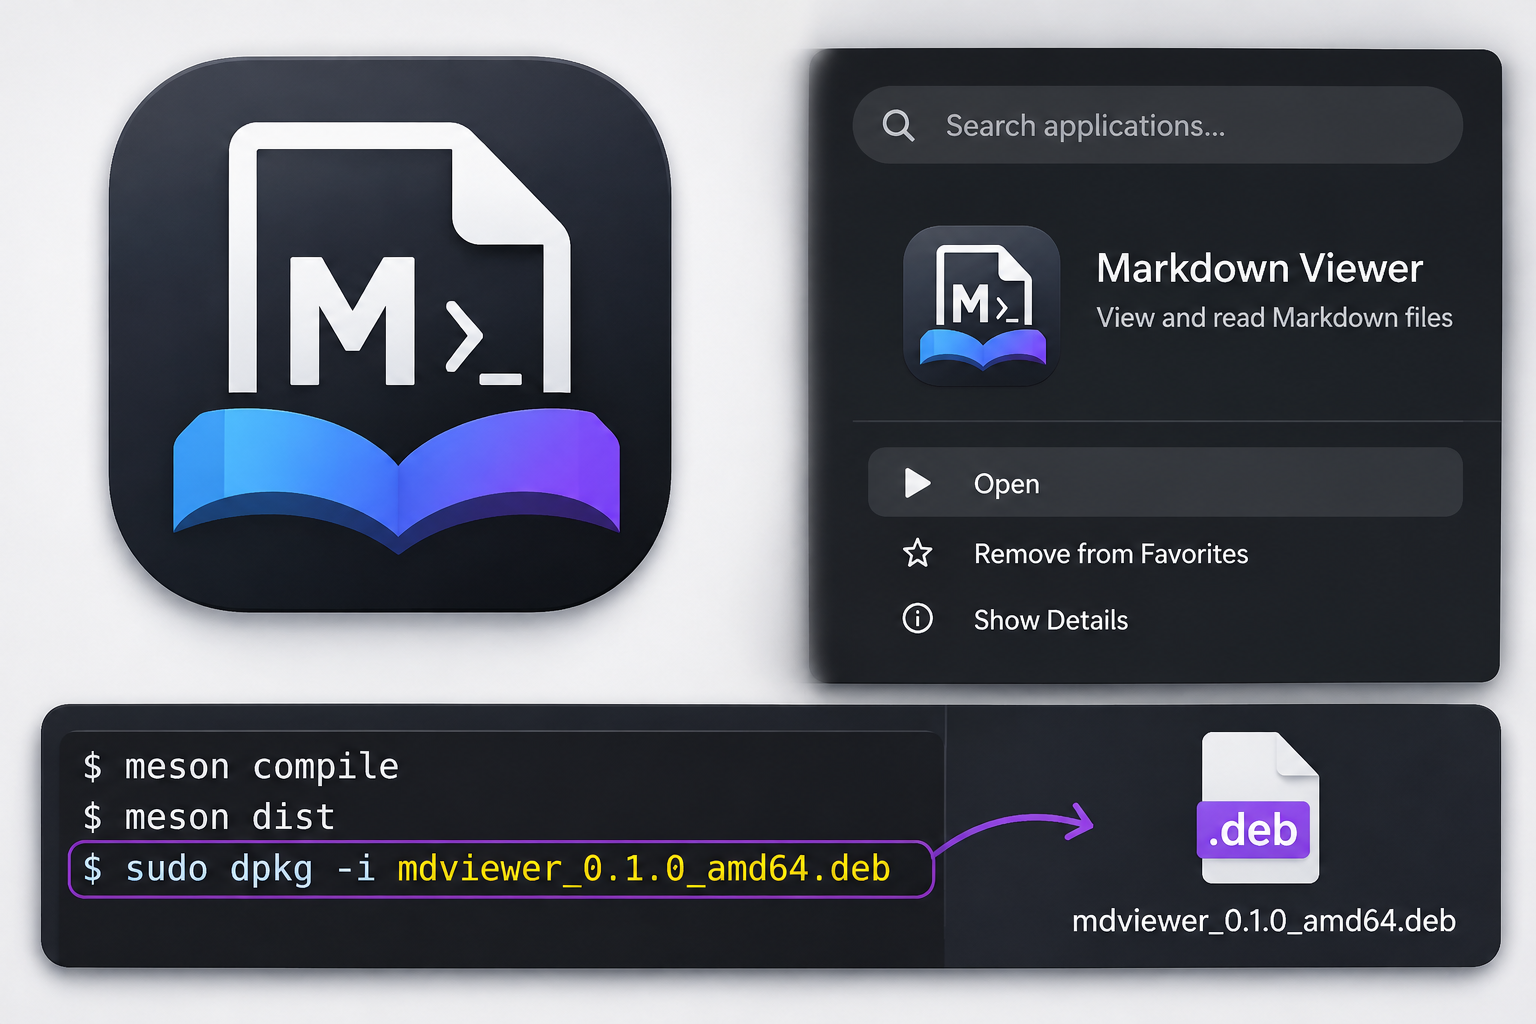 M >_
Search applications...
M >_
Markdown Viewer
View and read Markdown files
Open
Remove from Favorites
Show Details
$ meson compile
$ meson dist
$ sudo dpkg -i mdviewer_0.1.0_amd64.deb
.deb
mdviewer_0.1.0_amd64.deb